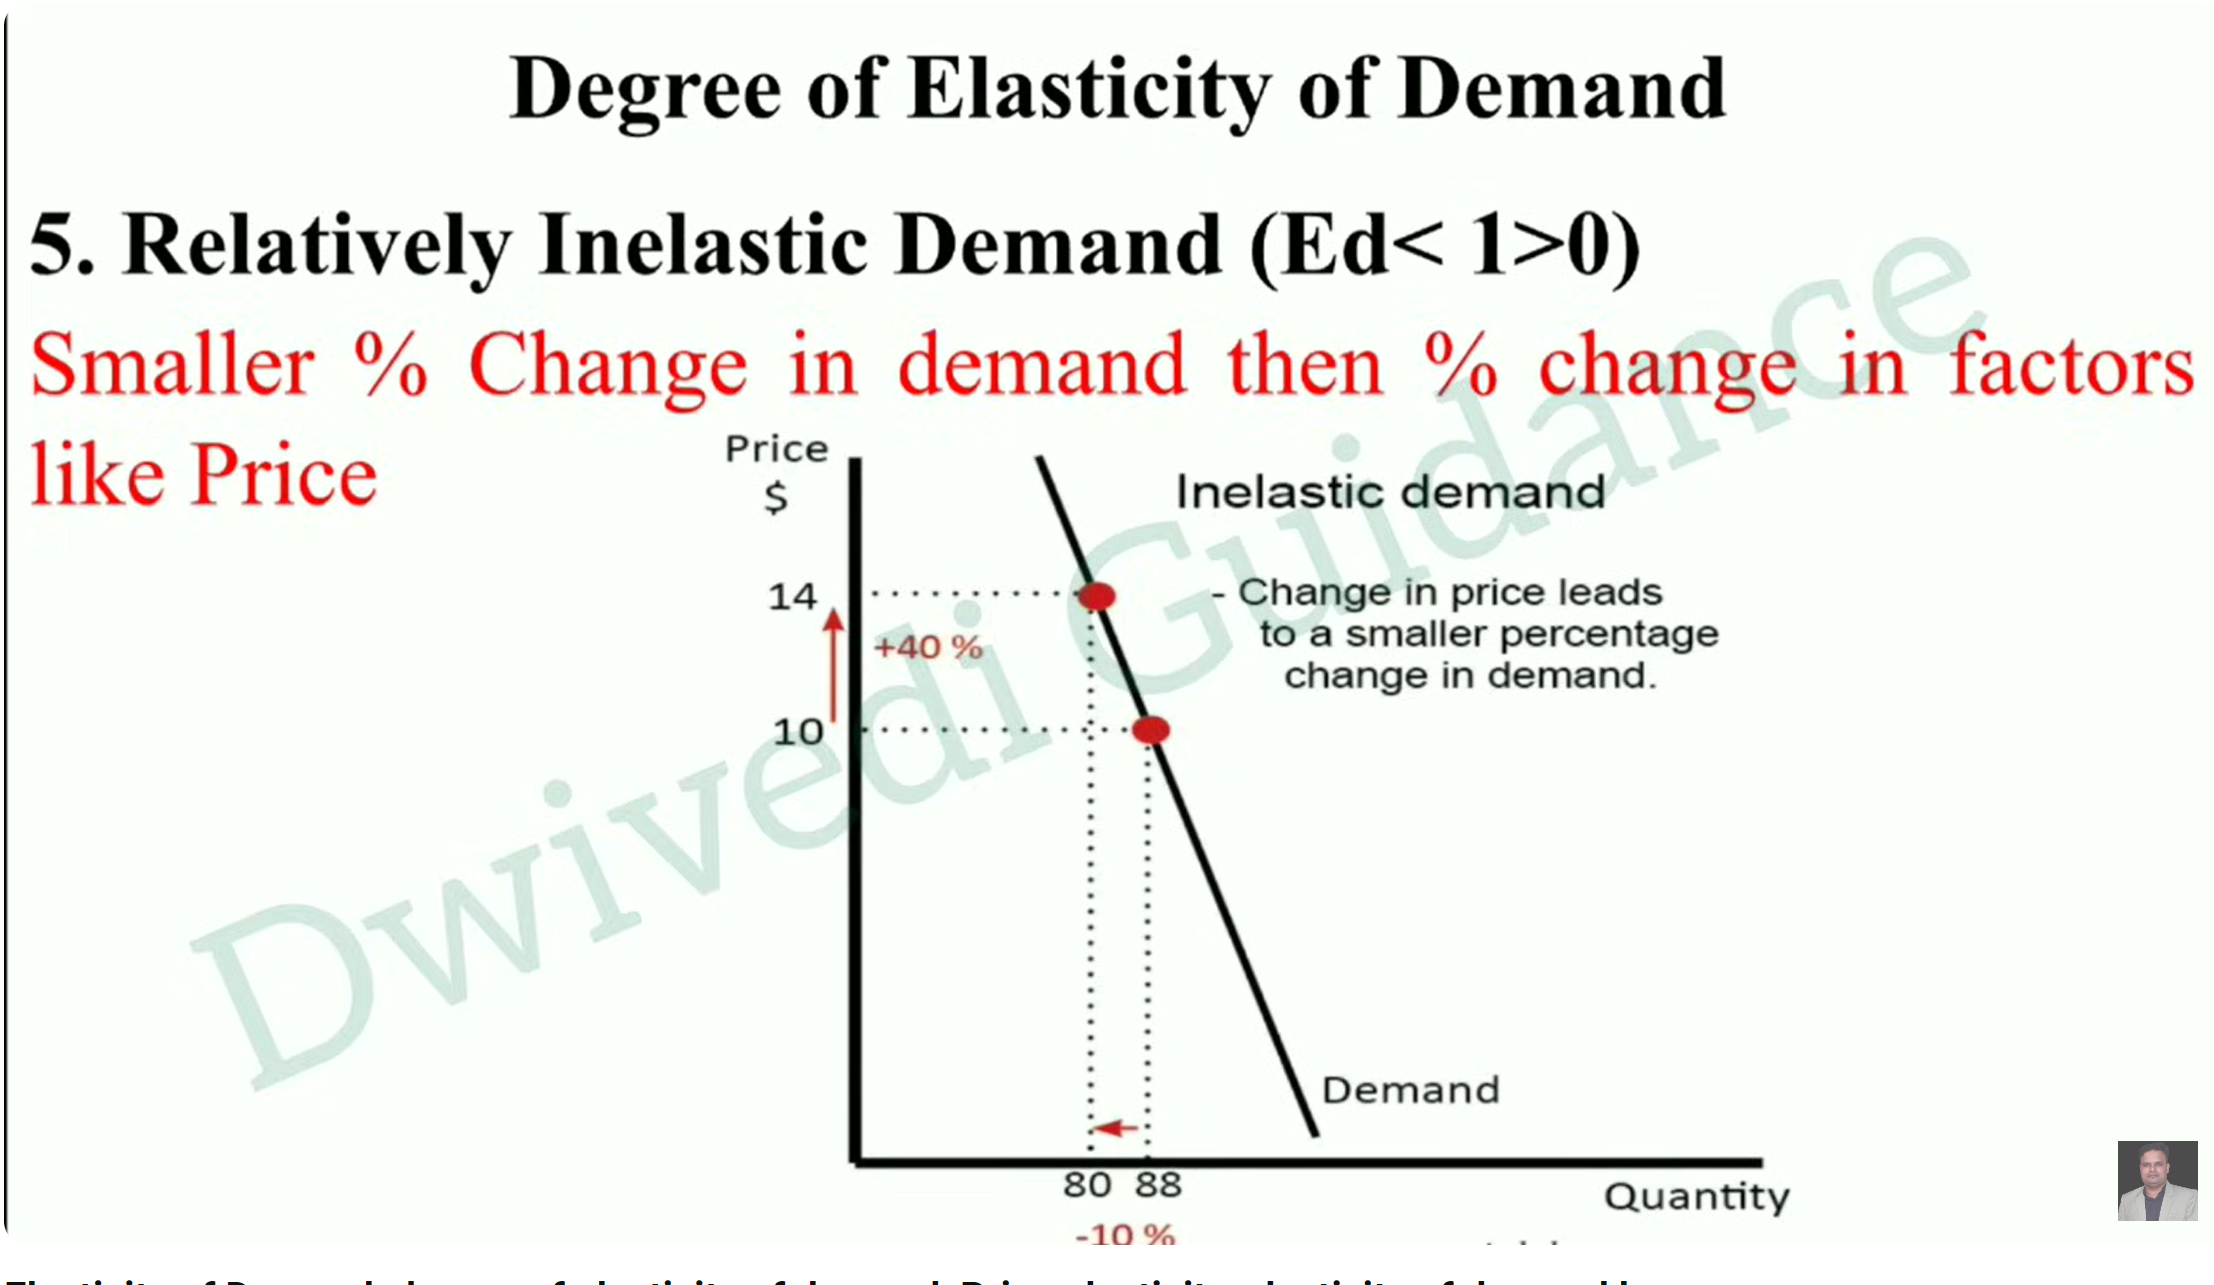 Degree of Elasticity of Demand
5. Relatively Inelastic Demand (Ed< 1>0)
Smaller % Change in demand then % change in factors
like Price
Price
$
Inelastic demand
14
- Change in price leads
to a smaller percentage
change in demand.
+40 %
10
Demand
80 88
Quantity
-10 %
Dwivedi Guidance